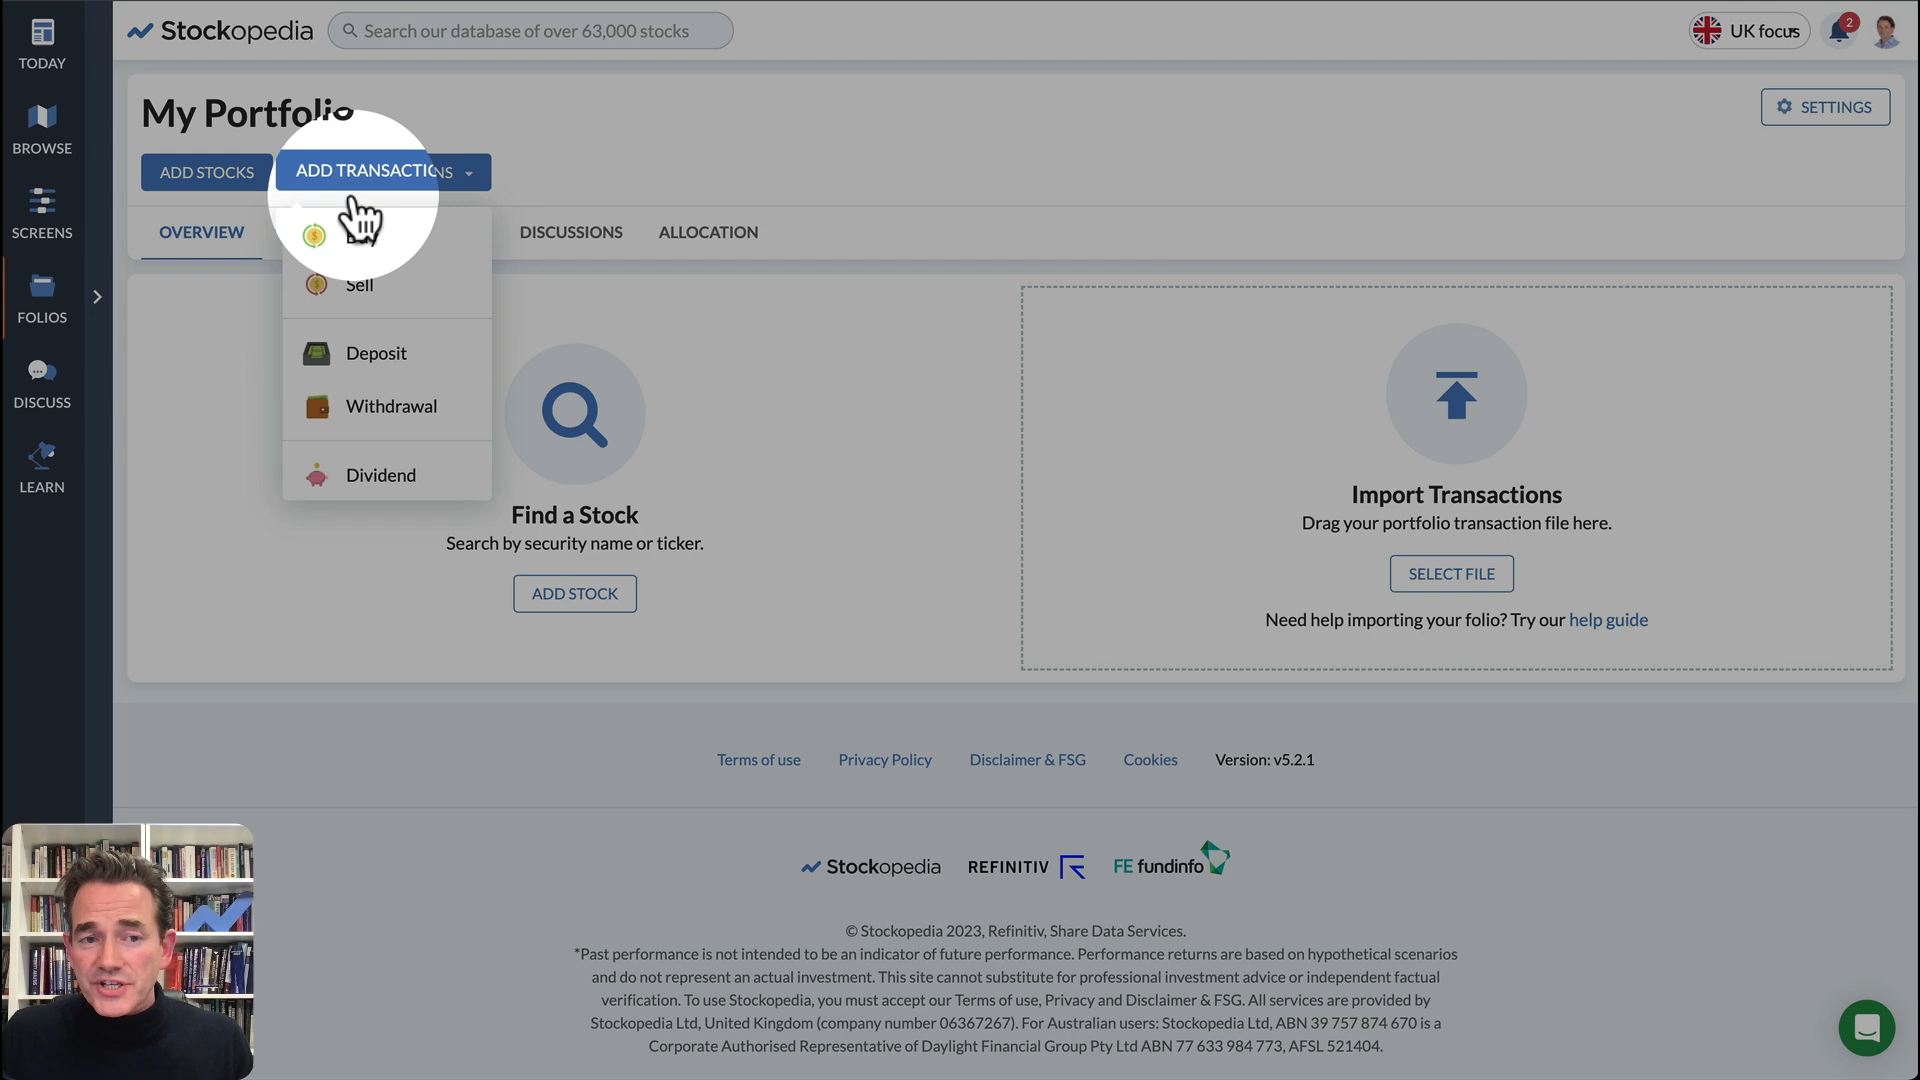 TODAY
Stockopedia
Search our database of over 63,000 stocks
UK focus
2
BROWSE
SCREENS
FOLIOS
DISCUSS
LEARN
My Portfolio
SETTINGS
ADD STOCKS
ADD TRANSACTIONS
OVERVIEW
DISCUSSIONS
ALLOCATION
Sell
Deposit
Withdrawal
Dividend
Find a Stock
Search by security name or ticker.
ADD STOCK
Import Transactions
Drag your portfolio transaction file here.
SELECT FILE
Need help importing your folio? Try our help guide
Terms of use
Privacy Policy
Disclaimer & FSG
Cookies
Version: v5.2.1
Stockopedia
REFINITIV
FE fundinfo
© Stockopedia 2023, Refinitiv, Share Data Services.
*Past performance is not intended to be an indicator of future performance. Performance returns are based on hypothetical scenarios
and do not represent an actual investment. This site cannot substitute for professional investment advice or independent factual
verification. To use Stockopedia, you must accept our Terms of use, Privacy and Disclaimer & FSG. All services are provided by
Stockopedia Ltd, United Kingdom (company number 06367267). For Australian users: Stockopedia Ltd, ABN 39 757 874 670 is a
Corporate Authorised Representative of Daylight Financial Group Pty Ltd ABN 77 633 984 773, AFSL 521404.